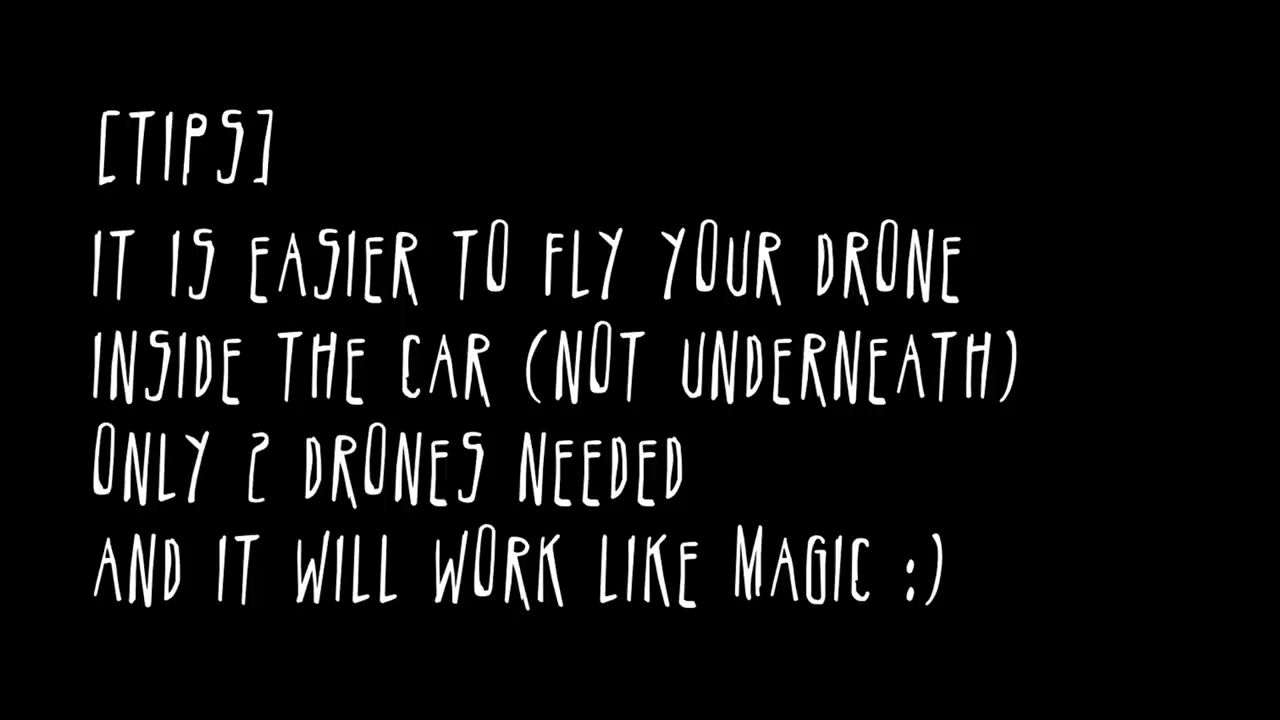 [TIPS]
IT IS EASIER TO FLY YOUR DRONE
INSIDE THE CAR (NOT UNDERNEATH)
ONLY 2 DRONES NEEDED
AND IT WILL WORK LIKE MAGIC :)